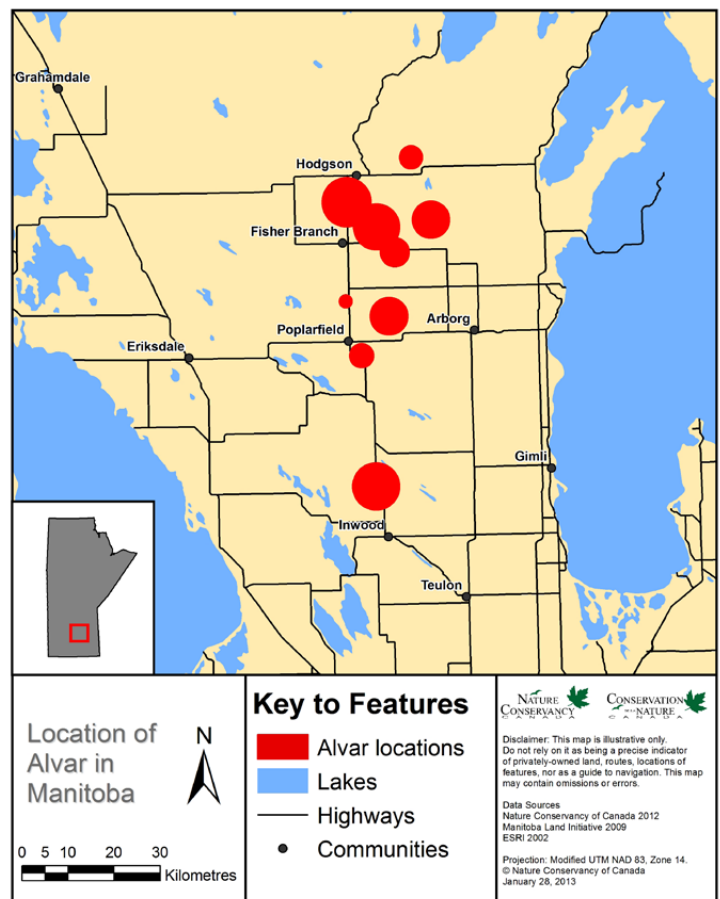 Grahamdale
Hodgson
Fisher Branch
Poplarfield
Arborg
Eriksdale
Gimli
Inwood
Teulon
Location of
Alvar in
Manitoba
N
0 5 10 20 30
Kilometres
Key to Features
Alvar locations
Lakes
Highways
Communities
NATURE
CONSERVANCY
CANADA
CONSERVATION
NATURE
CANADA
Disclaimer: This map is illustrative only.
Do not rely on it as being a precise indicator
of privately-owned land, routes, locations of
features, nor as a guide to navigation. This map
may contain omissions or errors.
Data Sources
Nature Conservancy of Canada 2012
Manitoba Land Initiative 2009
ESRI 2002
Projection: Modified UTM NAD 83, Zone 14.
© Nature Conservancy of Canada
January 28, 2013